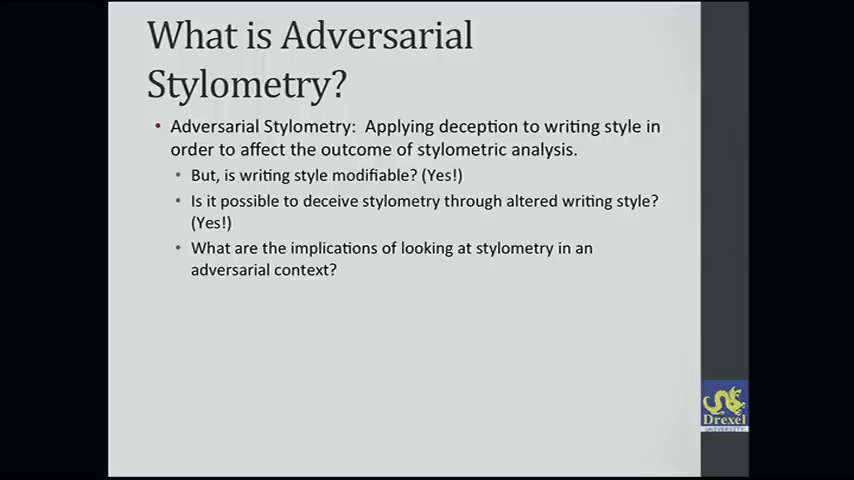 What is Adversarial
Stylometry?
• Adversarial Stylometry: Applying deception to writing style in
order to affect the outcome of stylometric analysis.
• But, is writing style modifiable? (Yes!)
• Is it possible to deceive stylometry through altered writing style?
(Yes!)
• What are the implications of looking at stylometry in an
adversarial context?
Drexel
UNIVERSITY